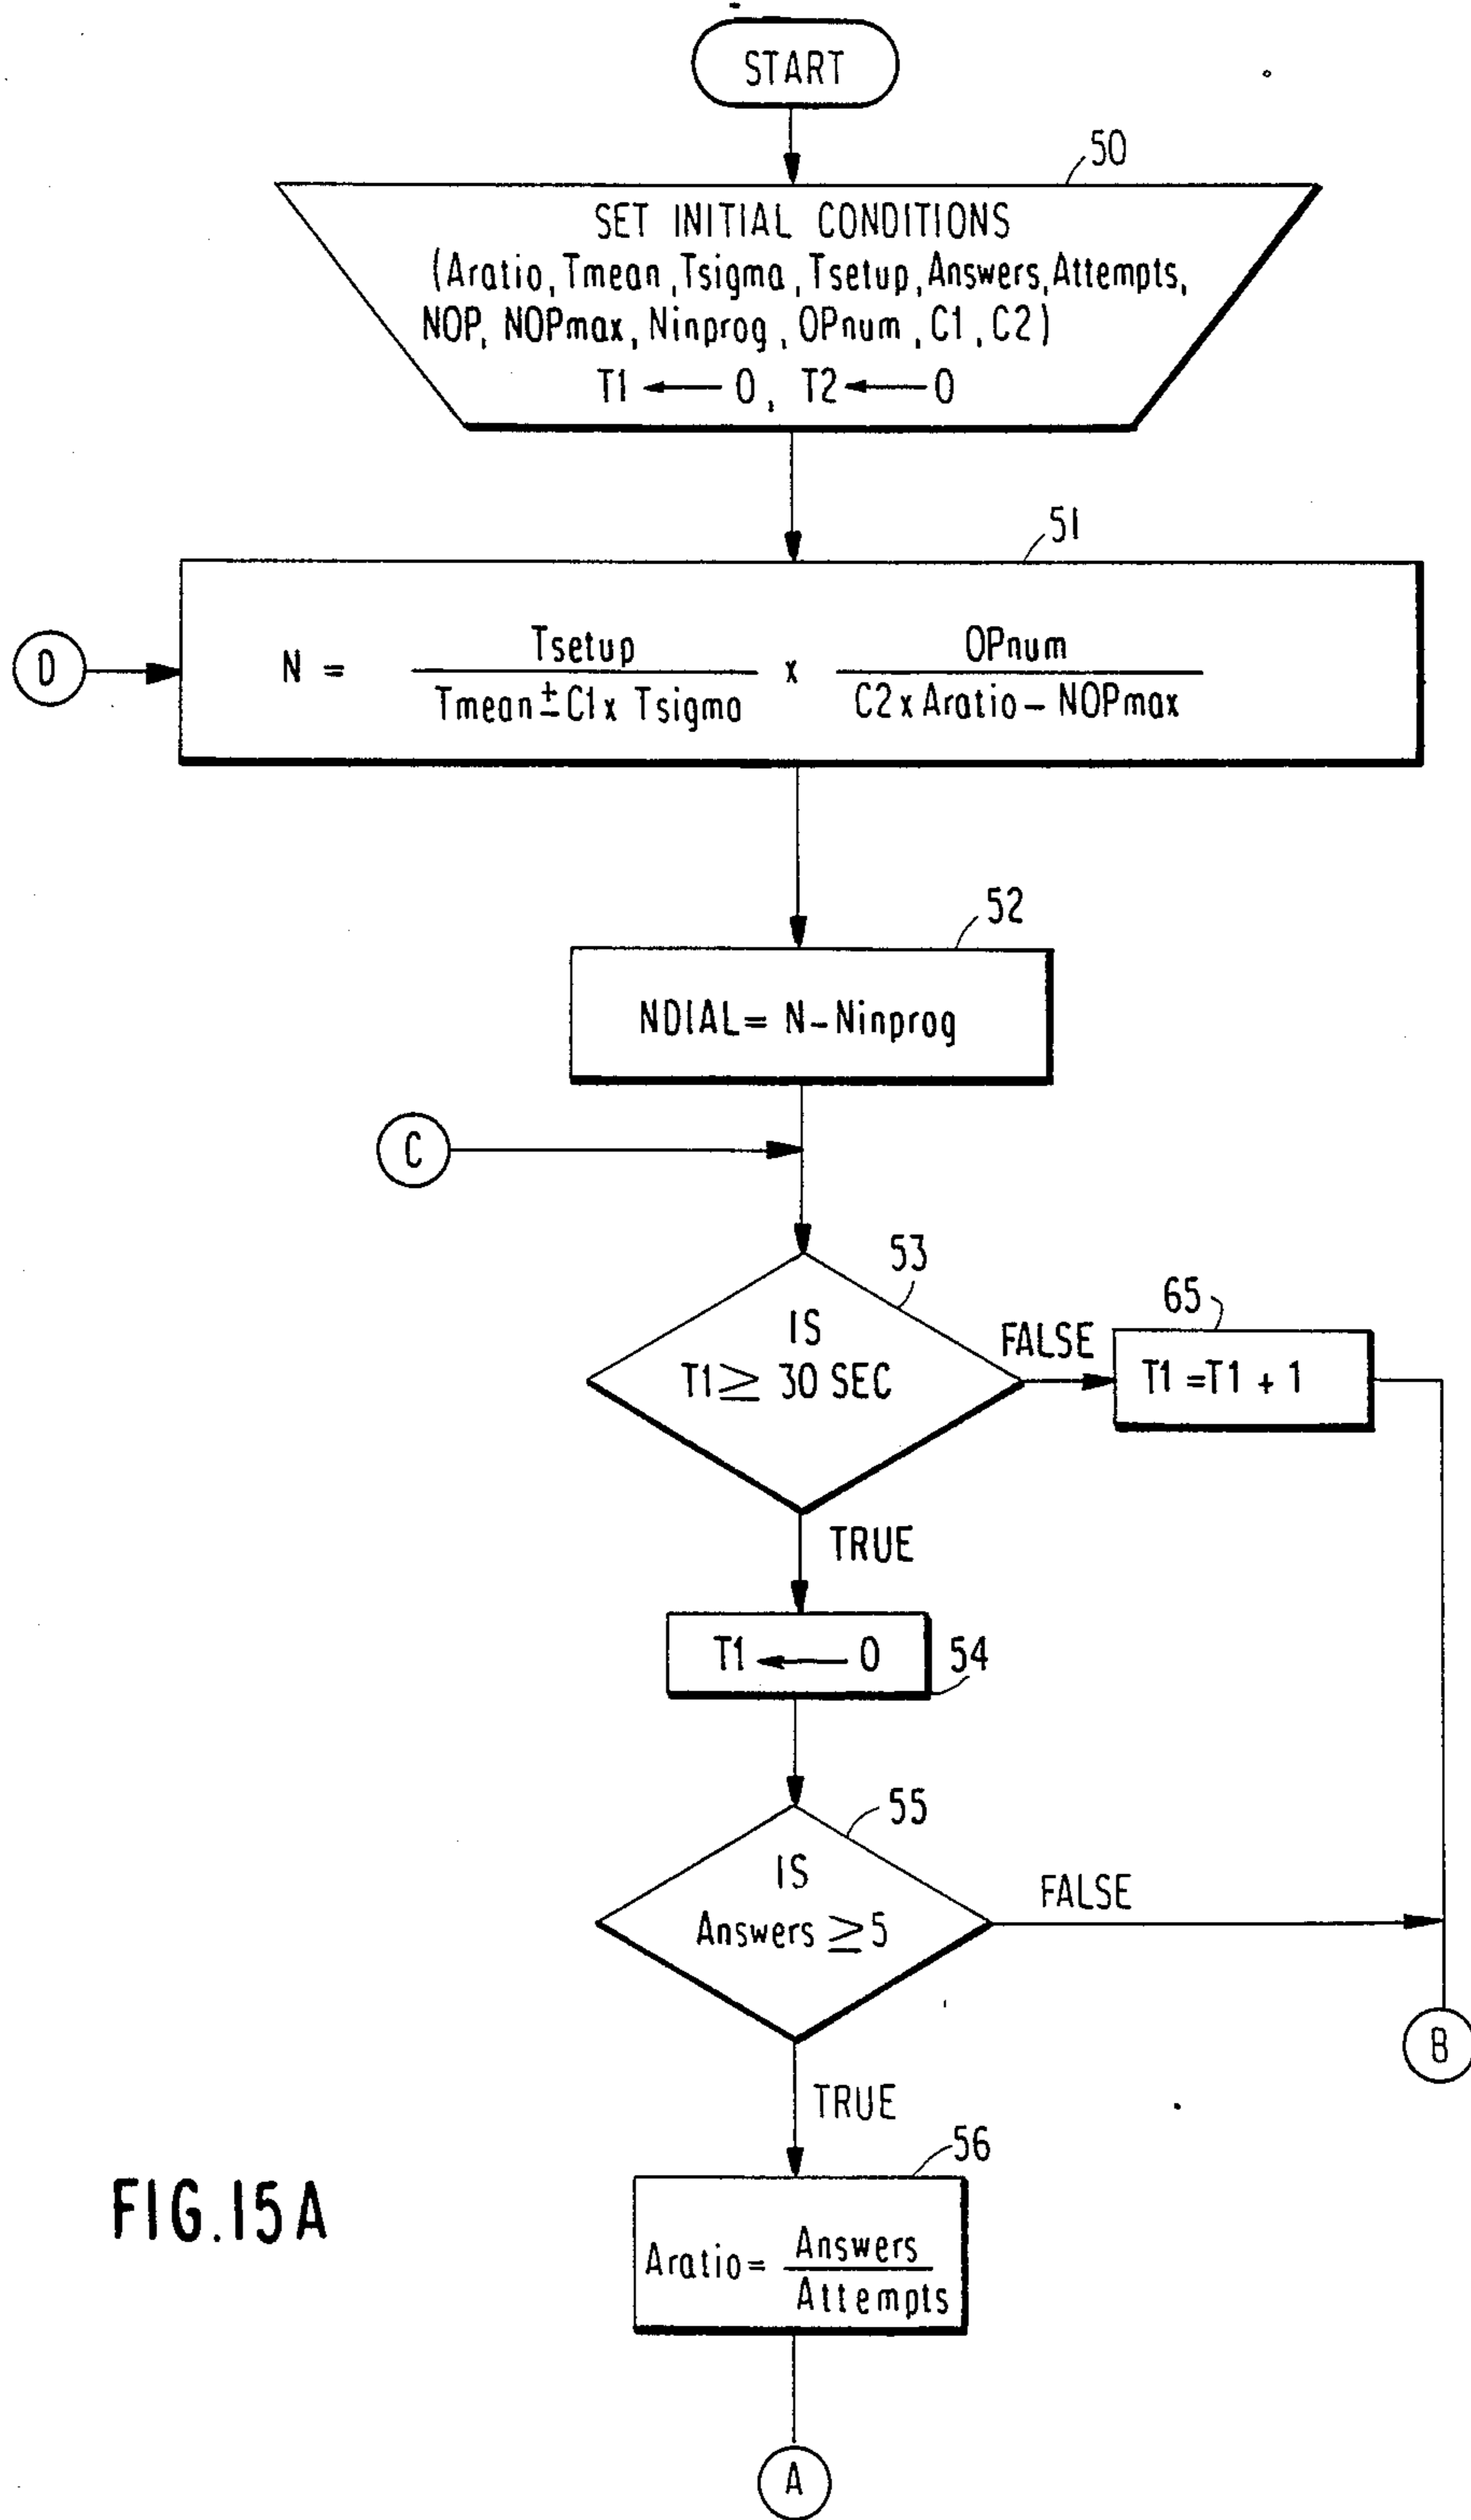 START
50
SET INITIAL CONDITIONS
(Aratio, Tmean, Tsigma, Tsetup, Answers, Attempts,
NOP, NOPmax, Ninprog, OPnum, C1, C2)
T1 ← 0, T2 ← 0
51
D
N = Tsetup / Tmean ± C1 x Tsigma x OPnum / C2 x Aratio – NOPmax
52
NDIAL = N – Ninprog
C
53
IS
T1 ≥ 30 SEC
FALSE
65
T1 = T1 + 1
TRUE
T1 ← 0
54
55
IS
Answers ≥ 5
FALSE
B
TRUE
56
Aratio = Answers / Attempts
A
FIG.15A